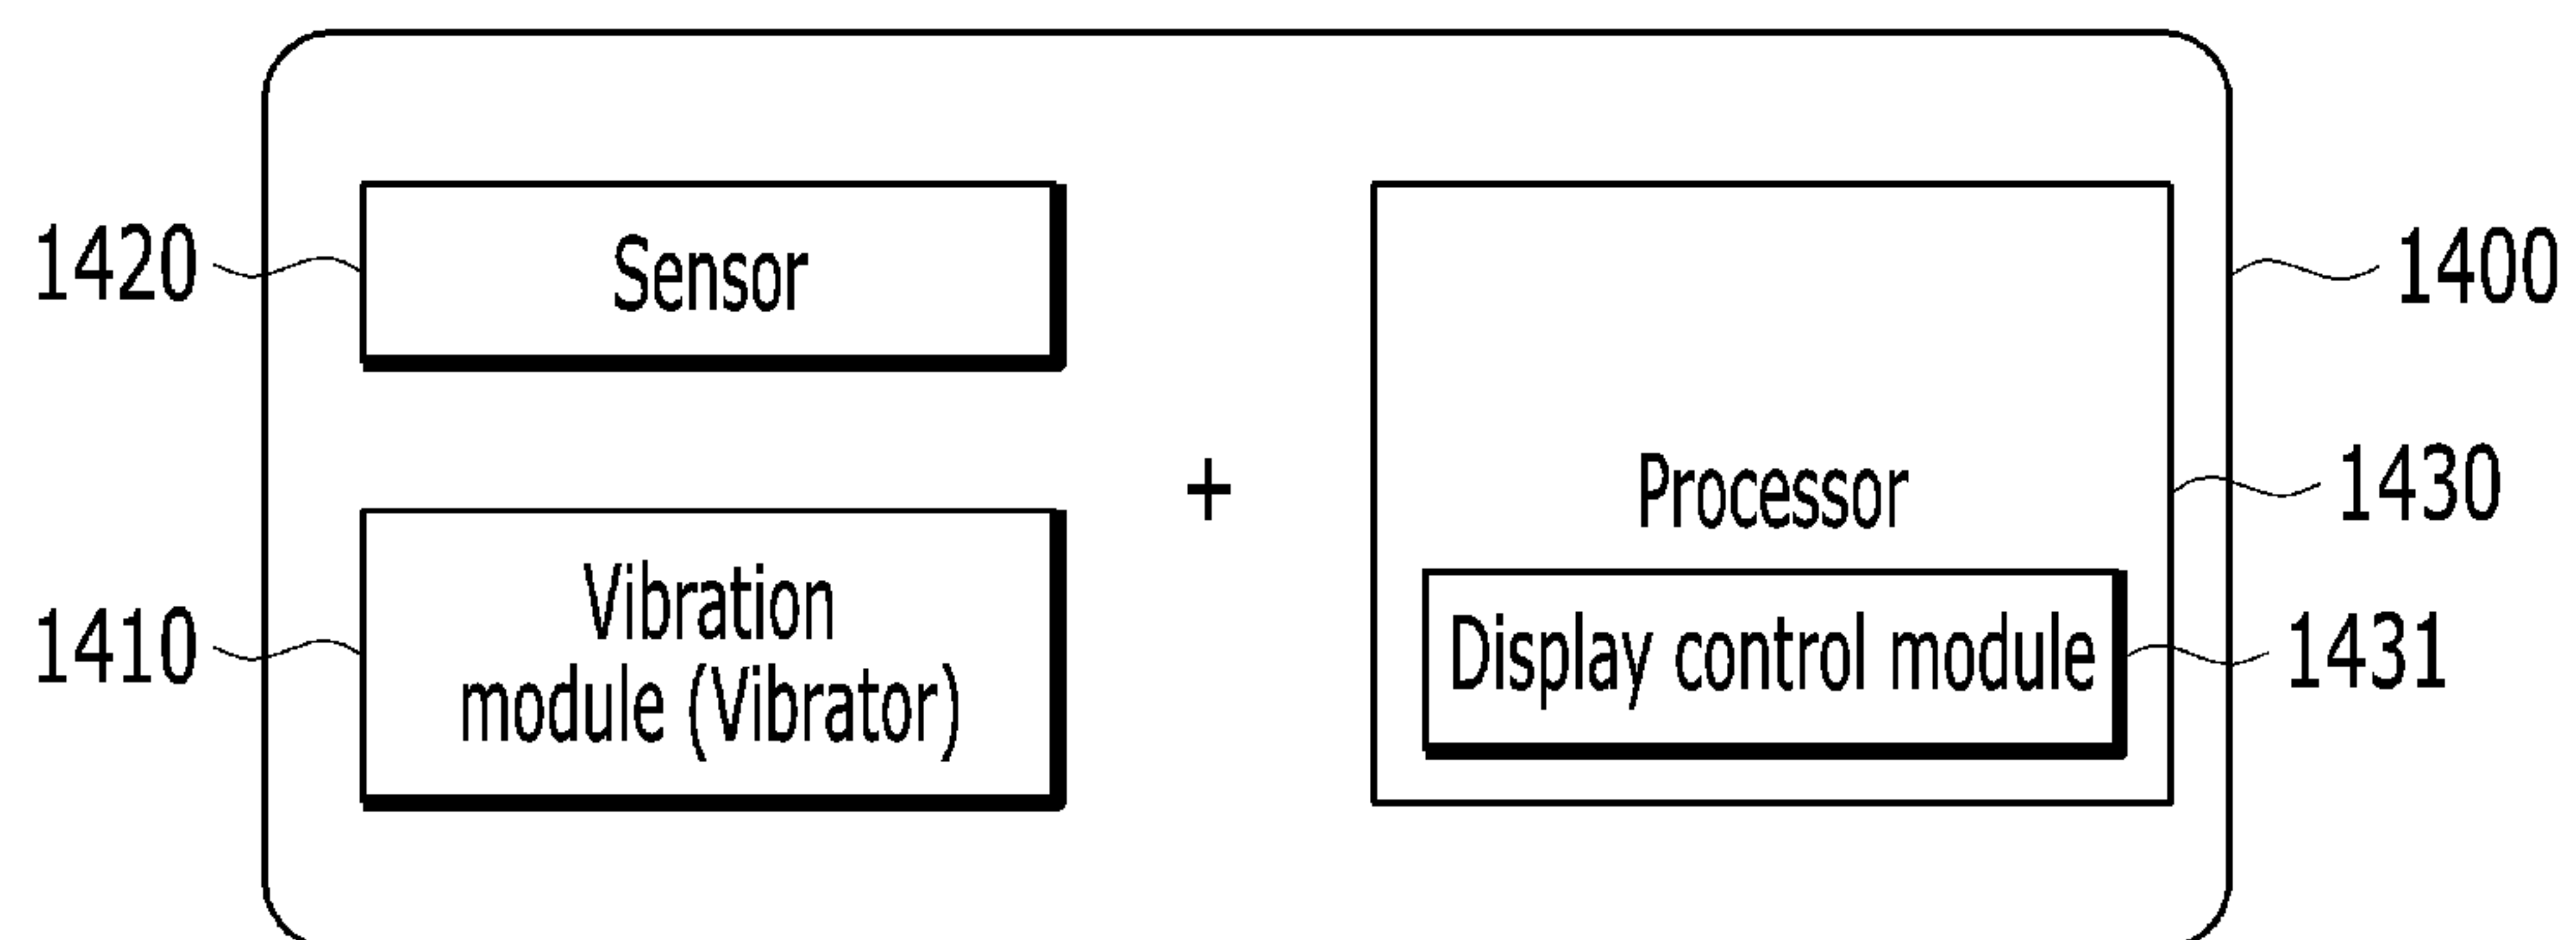 1420
Sensor
1400
+
Processor
1430
1410
Vibration
module (Vibrator)
Display control module
1431